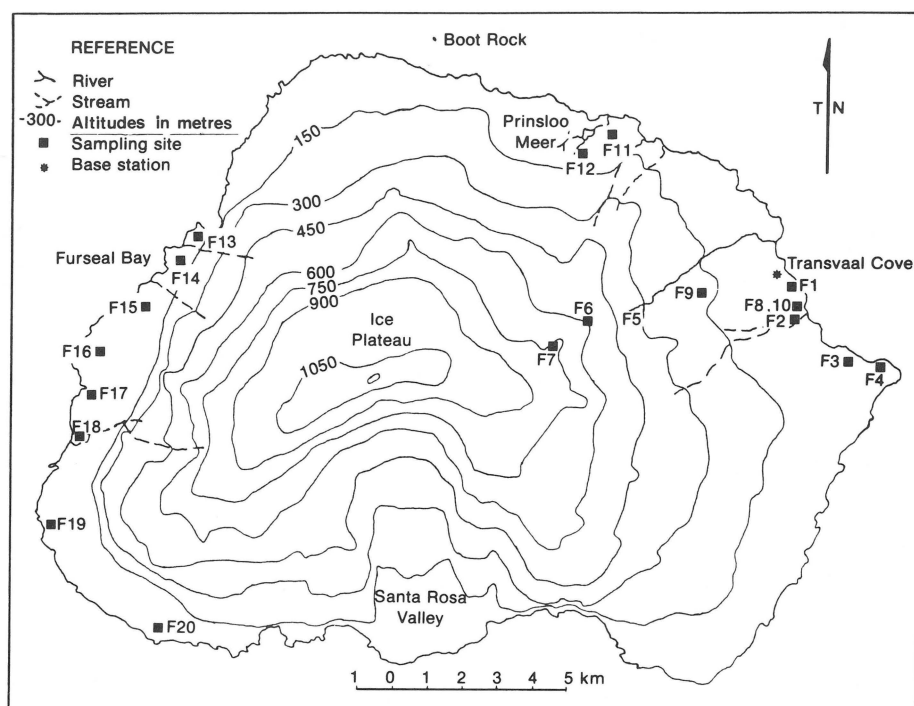 REFERENCE
River
Stream
-300- Altitudes in metres
Sampling site
Base station
Boot Rock
T N
Prinsloo
Meer
F11
F12
150
300
450
600
750
900
1050
Ice
Plateau
Furseal Bay
F13
F14
F15
F16
F17
F18
F19
F20
F6
F7
F5
F9
Transvaal Cove
F1
F8,10
F2
F3
F4
Santa Rosa
Valley
1 0 1 2 3 4 5 km